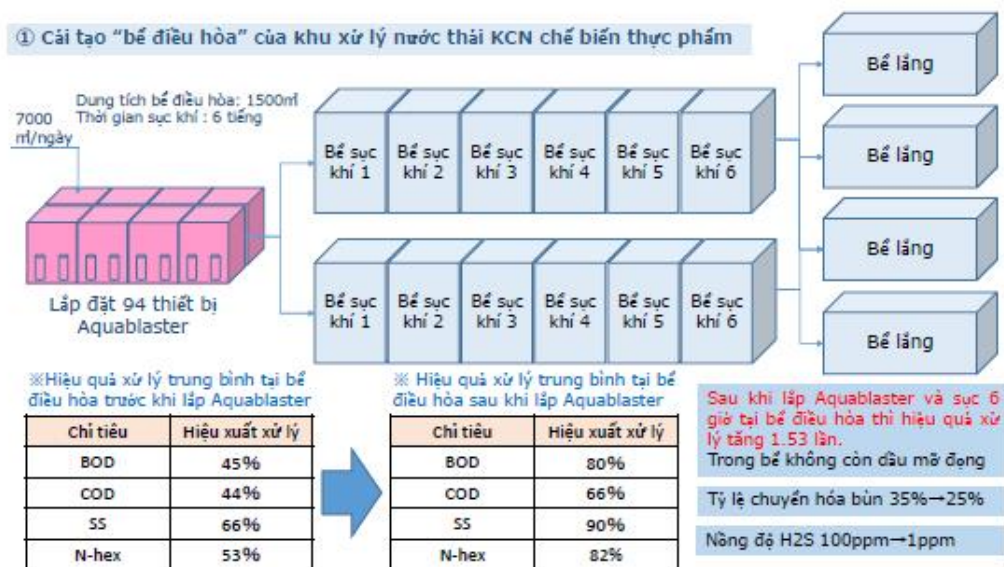 ① Cải tạo “bể điều hòa” của khu xử lý nước thải KCN chế biến thực phẩm
Dung tích bể điều hòa: 1500㎥
Thời gian sục khí : 6 tiếng
7000
㎥/ngày
Lắp đặt 94 thiết bị
Aquablaster
Bể sục khí 1
Bể sục khí 2
Bể sục khí 3
Bể sục khí 4
Bể sục khí 5
Bể sục khí 6
Bể sục khí 1
Bể sục khí 2
Bể sục khí 3
Bể sục khí 4
Bể sục khí 5
Bể sục khí 6
Bể lắng
Bể lắng
Bể lắng
Bể lắng
※Hiệu quả xử lý trung bình tại bể
điều hòa trước khi lắp Aquablaster
Chỉ tiêu Hiệu xuất xử lý
BOD 45%
COD 44%
SS 66%
N-hex 53%
※ Hiệu quả xử lý trung bình tại bể
điều hòa sau khi lắp Aquablaster
Chỉ tiêu Hiệu xuất xử lý
BOD 80%
COD 66%
SS 90%
N-hex 82%
Sau khi lắp Aquablaster và sục 6
giờ tại bể điều hòa thì hiệu quả xử
lý tăng 1.53 lần.
Trong bể không còn dầu mỡ đọng
Tỷ lệ chuyển hóa bùn 35%→25%
Nồng độ H2S 100ppm→1ppm